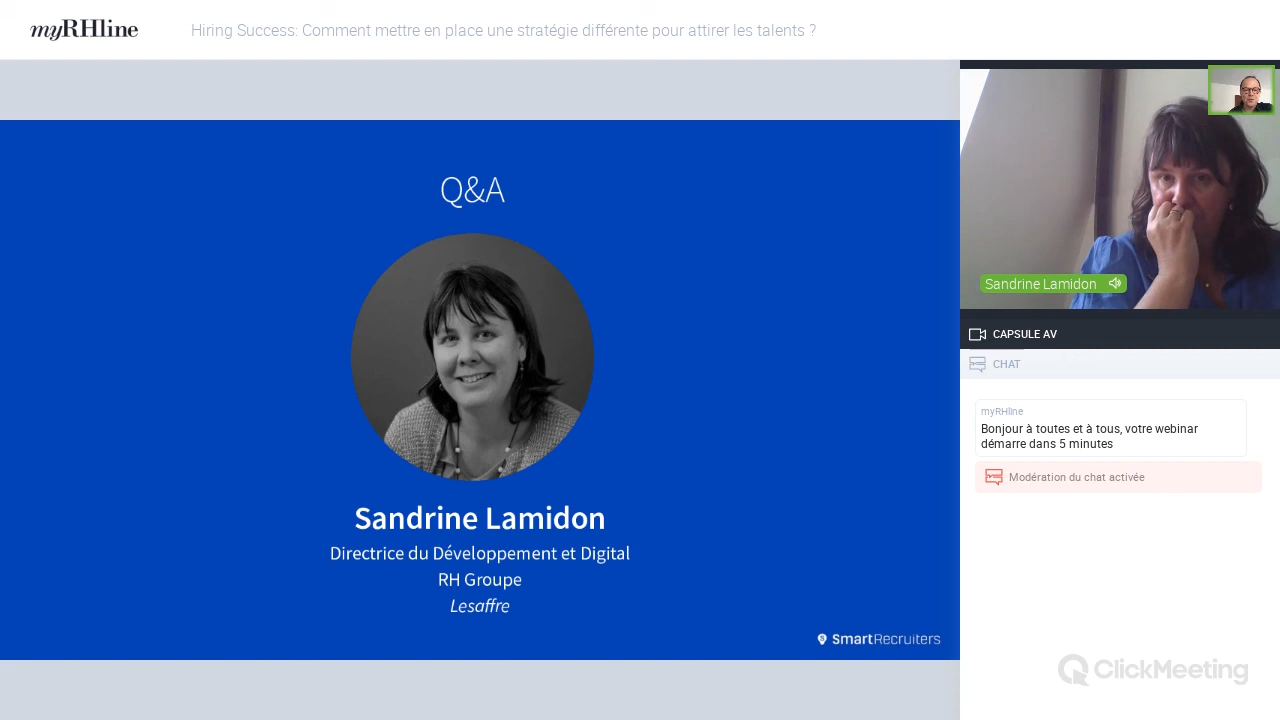 myRHline
Hiring Success: Comment mettre en place une stratégie différente pour attirer les talents ?
Q&A
Sandrine Lamidon
Directrice du Développement et Digital
RH Groupe
Lesaffre
SmartRecruiters
Sandrine Lamidon
CAPSULE AV
CHAT
myRHline
Bonjour à toutes et à tous, votre webinar
démarre dans 5 minutes
Modération du chat activée
ClickMeeting